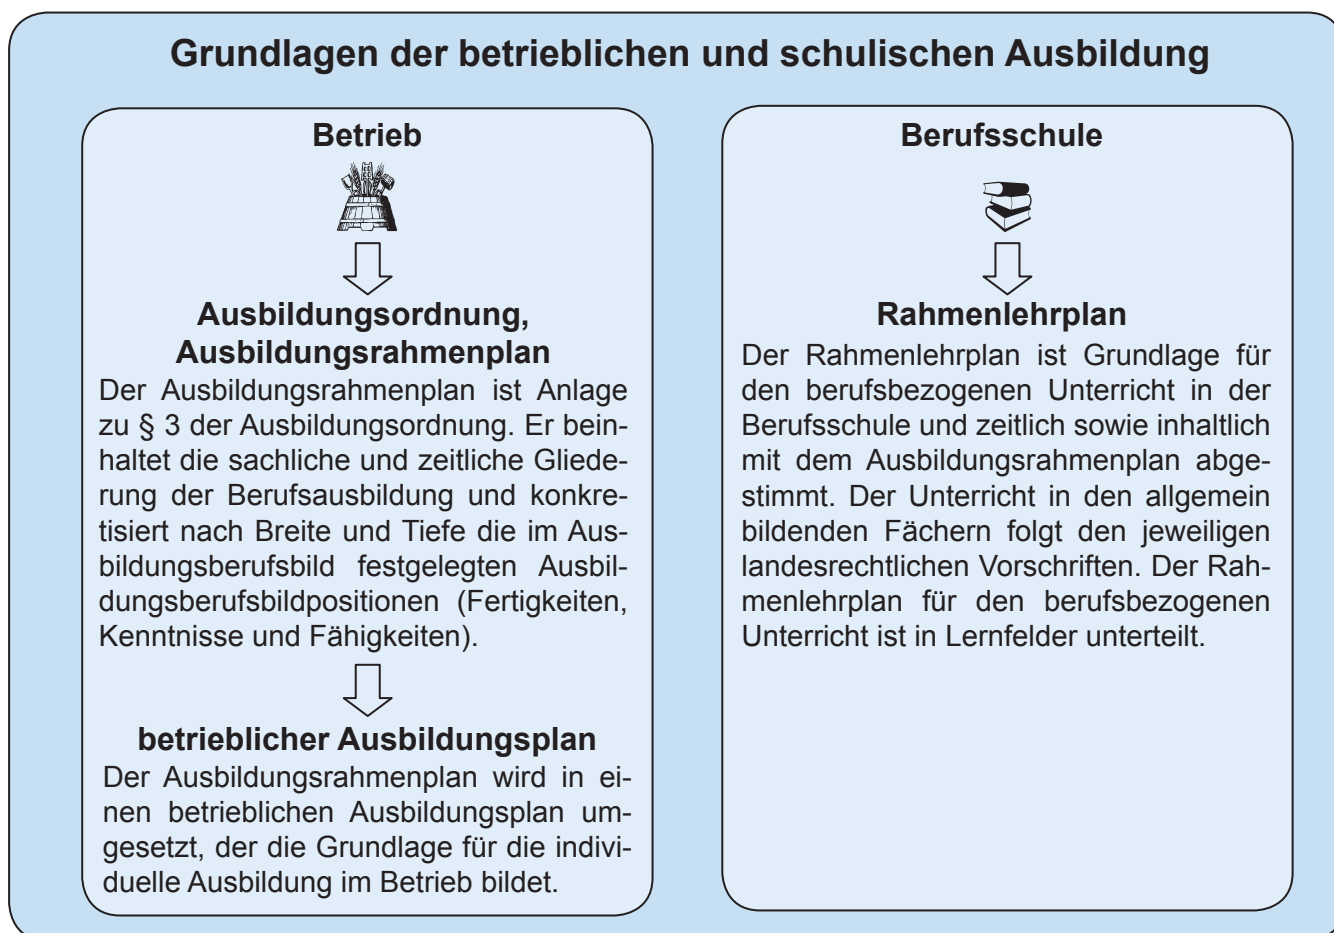 Grundlagen der betrieblichen und schulischen Ausbildung
Betrieb
Ausbildungsordnung,
Ausbildungsrahmenplan
Der Ausbildungsrahmenplan ist Anlage
zu § 3 der Ausbildungsordnung. Er bein-
haltet die sachliche und zeitliche Gliede-
rung der Berufsausbildung und konkre-
tisiert nach Breite und Tiefe die im Aus-
bildungsberufsbild festgelegten Ausbil-
dungsberufsbildpositionen (Fertigkeiten,
Kenntnisse und Fähigkeiten).
betrieblicher Ausbildungsplan
Der Ausbildungsrahmenplan wird in ei-
nen betrieblichen Ausbildungsplan um-
gesetzt, der die Grundlage für die indivi-
duelle Ausbildung im Betrieb bildet.
Berufsschule
Rahmenlehrplan
Der Rahmenlehrplan ist Grundlage für
den berufsbezogenen Unterricht in der
Berufsschule und zeitlich sowie inhaltlich
mit dem Ausbildungsrahmenplan abge-
stimmt. Der Unterricht in den allgemein
bildenden Fächern folgt den jeweiligen
landesrechtlichen Vorschriften. Der Rah-
menlehrplan für den berufsbezogenen
Unterricht ist in Lernfelder unterteilt.